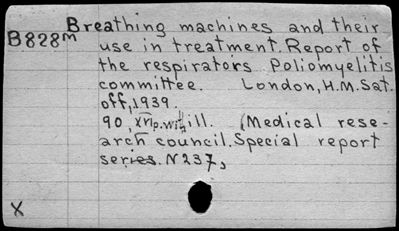 Breathing machines and their
B828m use in treatment. Report of
the respirators Poliomyelitis
committee. London, H.M. Sat.
off, 1939.
90, ill. (Medical rese-
arch council. Special report
series. N237,
X